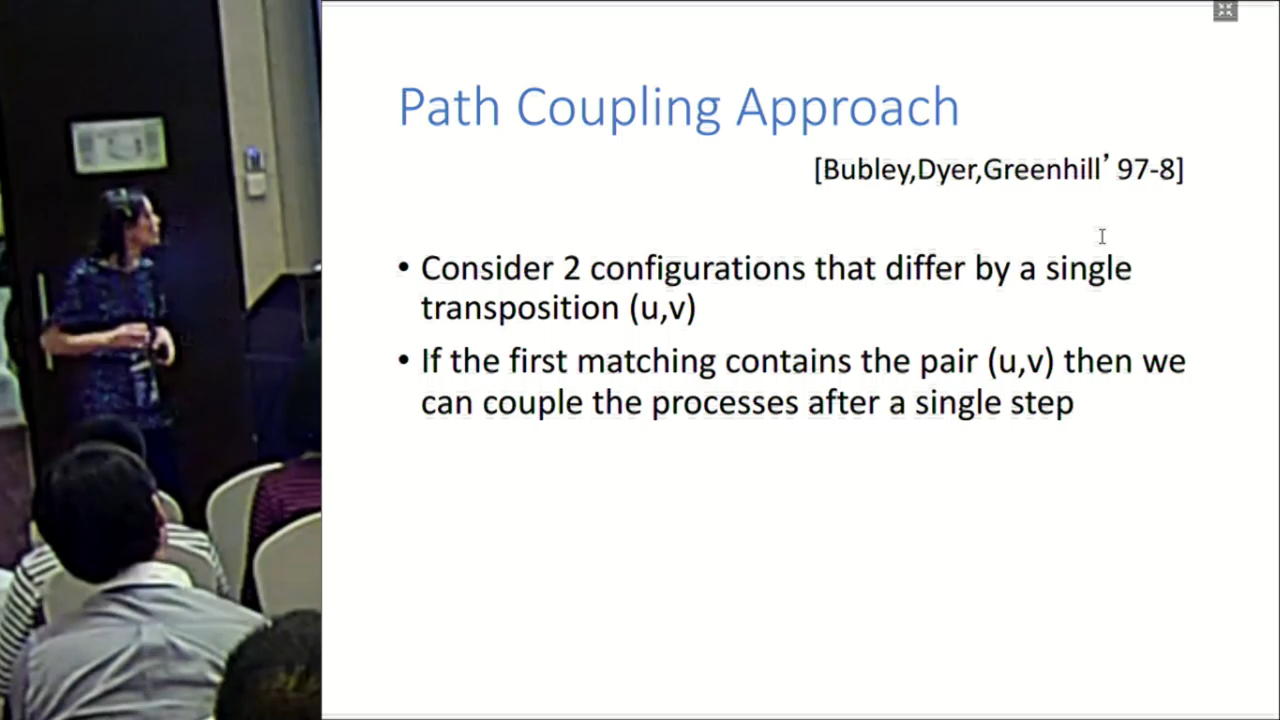 Path Coupling Approach
[Bubley,Dyer,Greenhill’ 97-8]
• Consider 2 configurations that differ by a single
transposition (u,v)
• If the first matching contains the pair (u,v) then we
can couple the processes after a single step